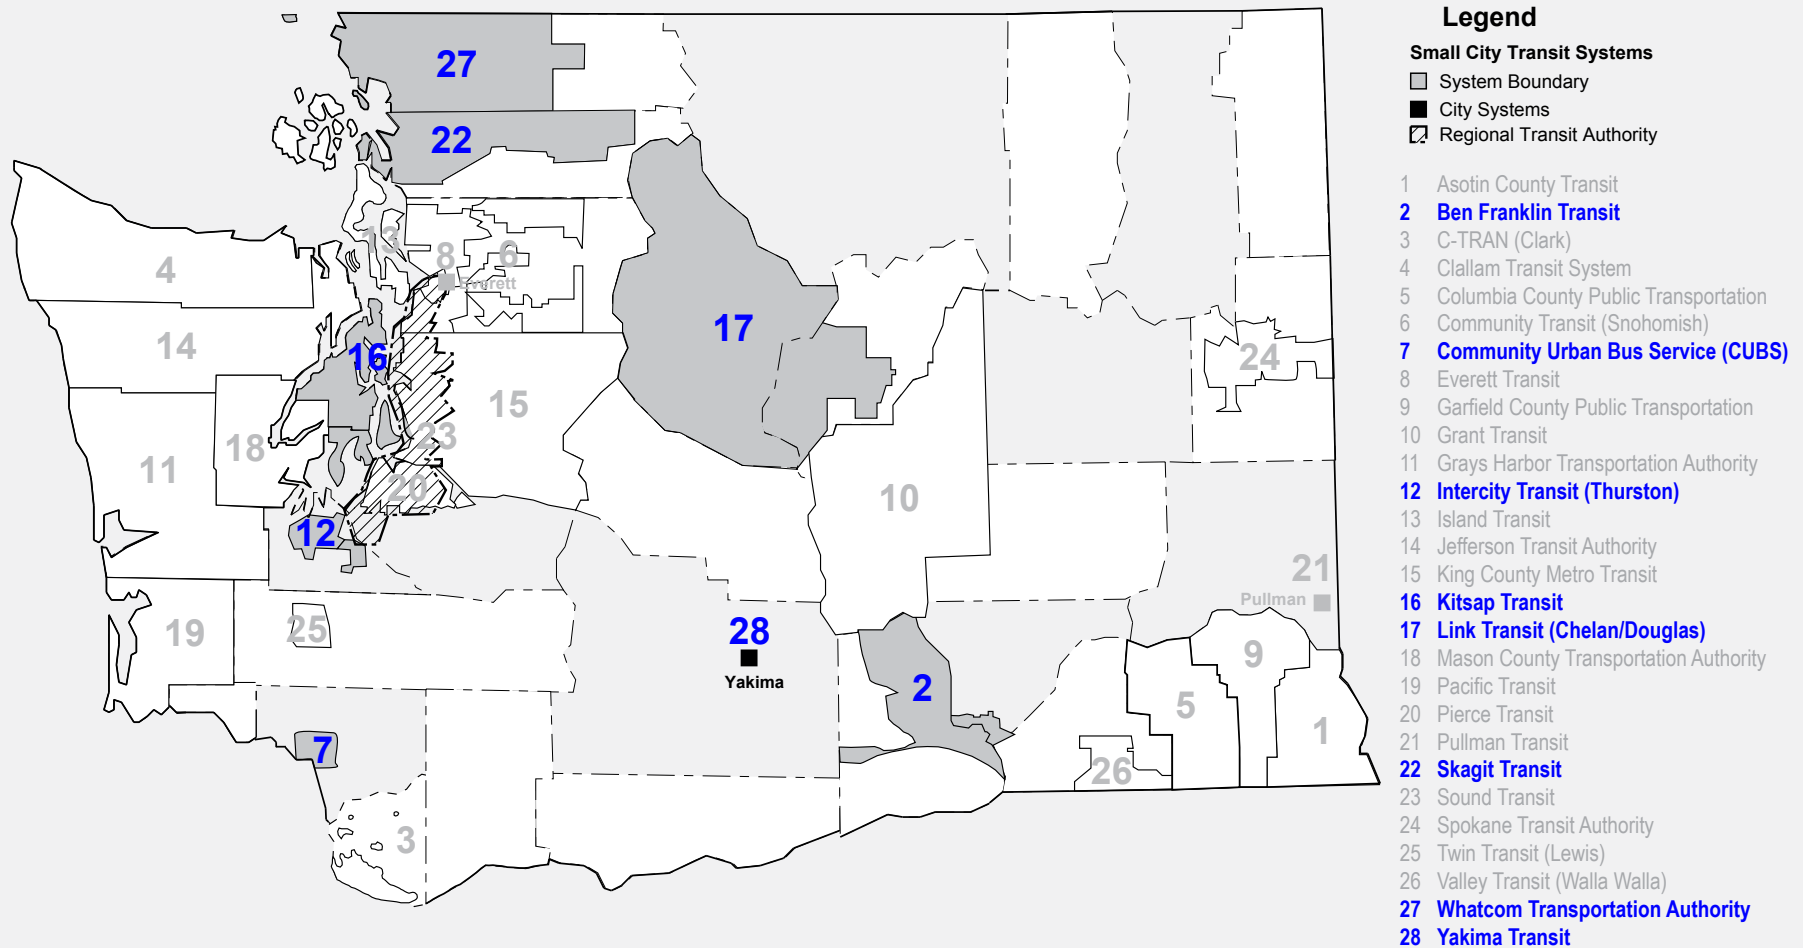 Legend
Small City Transit Systems
System Boundary
City Systems
Regional Transit Authority
1 Asotin County Transit
2 Ben Franklin Transit
3 C-TRAN (Clark)
4 Clallam Transit System
5 Columbia County Public Transportation
6 Community Transit (Snohomish)
7 Community Urban Bus Service (CUBS)
8 Everett Transit
9 Garfield County Public Transportation
10 Grant Transit
11 Grays Harbor Transportation Authority
12 Intercity Transit (Thurston)
13 Island Transit
14 Jefferson Transit Authority
15 King County Metro Transit
16 Kitsap Transit
17 Link Transit (Chelan/Douglas)
18 Mason County Transportation Authority
19 Pacific Transit
20 Pierce Transit
21 Pullman Transit
22 Skagit Transit
23 Sound Transit
24 Spokane Transit Authority
25 Twin Transit (Lewis)
26 Valley Transit (Walla Walla)
27 Whatcom Transportation Authority
28 Yakima Transit
27
22
13
8
6
4
Everett
17
14
16
24
15
23
18
11
20
10
12
21
Pullman
25
19
28
9
Yakima
2
5
1
7
26
3